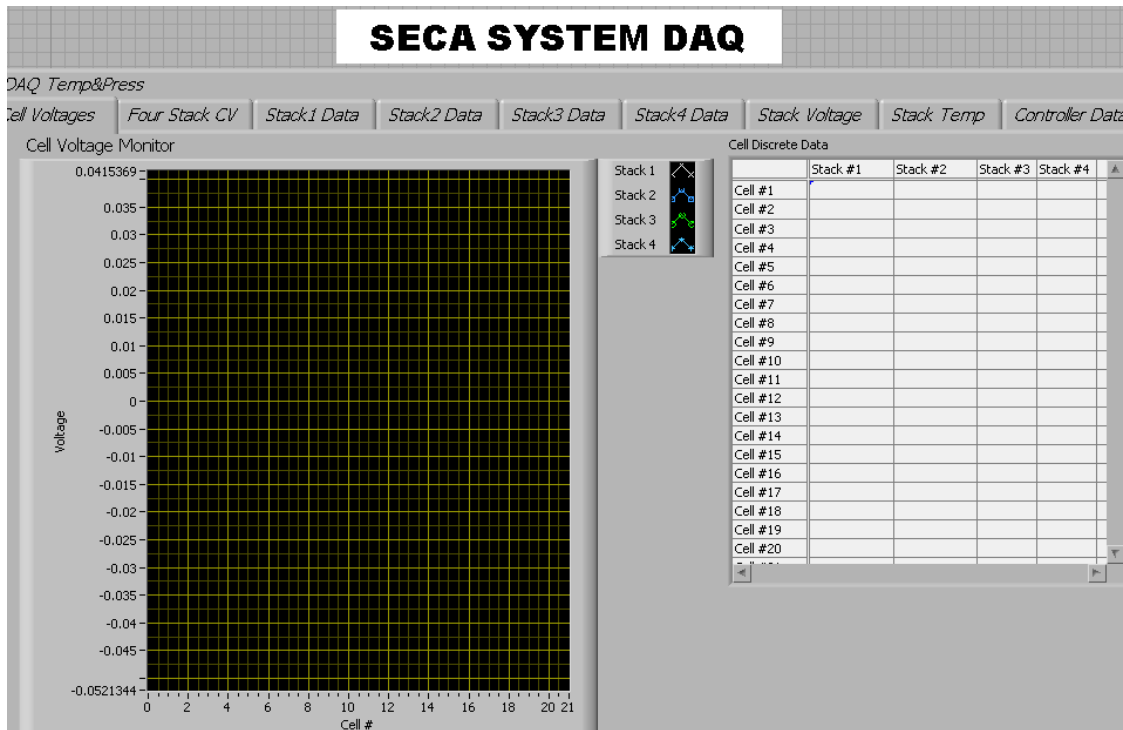 SECA SYSTEM DAQ
DAQ Temp&Press
Cell Voltages Four Stack CV Stack1 Data Stack2 Data Stack3 Data Stack4 Data Stack Voltage Stack Temp Controller Data
Cell Voltage Monitor
0.0415369
0.035
0.03
0.025
0.02
0.015
0.01
0.005
0
-0.005
-0.01
-0.015
-0.02
-0.025
-0.03
-0.035
-0.04
-0.045
-0.0521344
Voltage
0 2 4 6 8 10 12 14 16 18 20 21
Cell #
Stack 1
Stack 2
Stack 3
Stack 4
Cell Discrete Data
Stack #1 Stack #2 Stack #3 Stack #4
Cell #1
Cell #2
Cell #3
Cell #4
Cell #5
Cell #6
Cell #7
Cell #8
Cell #9
Cell #10
Cell #11
Cell #12
Cell #13
Cell #14
Cell #15
Cell #16
Cell #17
Cell #18
Cell #19
Cell #20